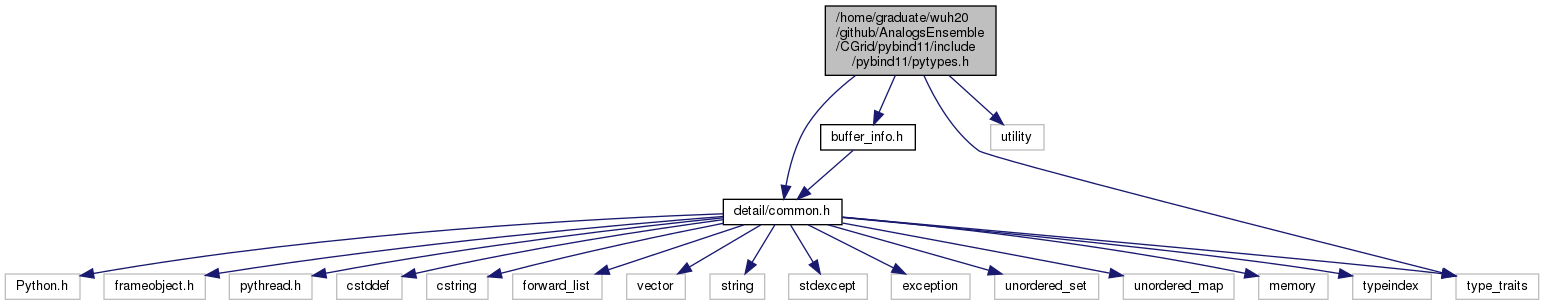 /home/graduate/wuh20
/github/AnalogsEnsemble
/CGrid/pybind11/include
/pybind11/pytypes.h
buffer_info.h
utility
detail/common.h
Python.h
frameobject.h
pythread.h
cstddef
cstring
forward_list
vector
string
stdexcept
exception
unordered_set
unordered_map
memory
typeindex
type_traits